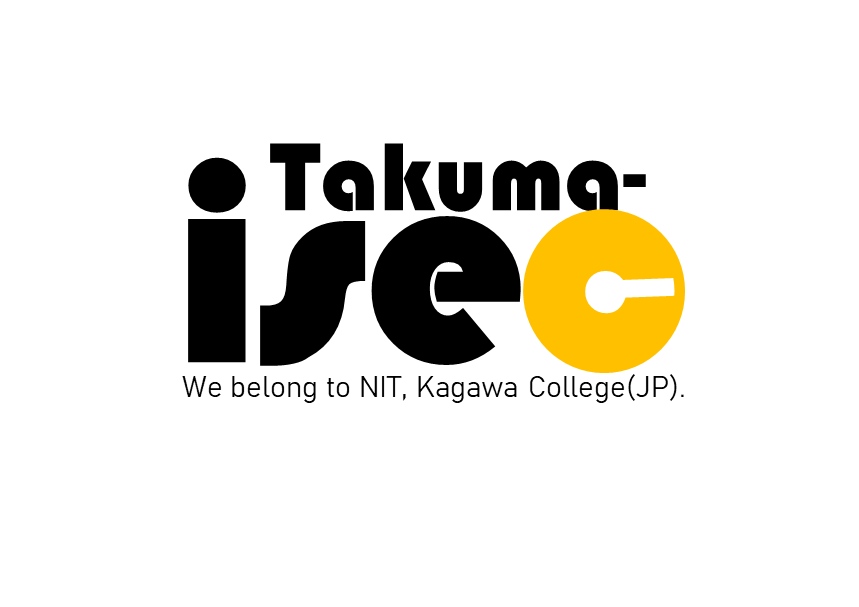 Takuma-
isec
We belong to NIT, Kagawa College(JP).